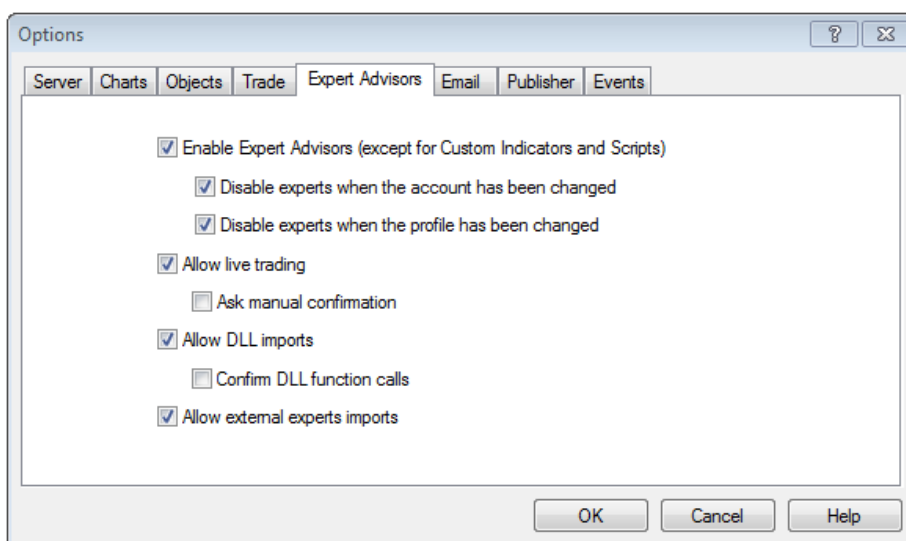 Options
Server Charts Objects Trade Expert Advisors Email Publisher Events
Enable Expert Advisors (except for Custom Indicators and Scripts)
Disable experts when the account has been changed
Disable experts when the profile has been changed
Allow live trading
Ask manual confirmation
Allow DLL imports
Confirm DLL function calls
Allow external experts imports
OK Cancel Help